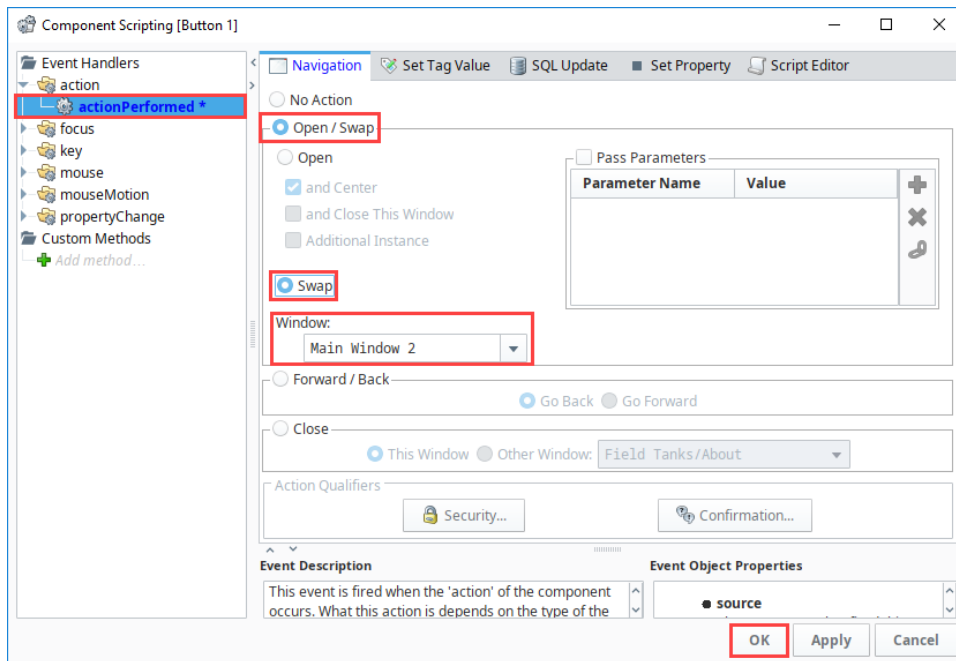 Component Scripting [Button 1]
Event Handlers
action
actionPerformed *
focus
key
mouse
mouseMotion
propertyChange
Custom Methods
Add method...
Navigation Set Tag Value SQL Update Set Property Script Editor
No Action
Open / Swap
Open
and Center
and Close This Window
Additional Instance
Swap
Window:
Main Window 2
Pass Parameters
Parameter Name Value
Forward / Back
Go Back Go Forward
Close
This Window Other Window: Field Tanks/About
Action Qualifiers
Security... Confirmation...
Event Description
This event is fired when the 'action' of the component
occurs. What this action is depends on the type of the
Event Object Properties
source
OK Apply Cancel